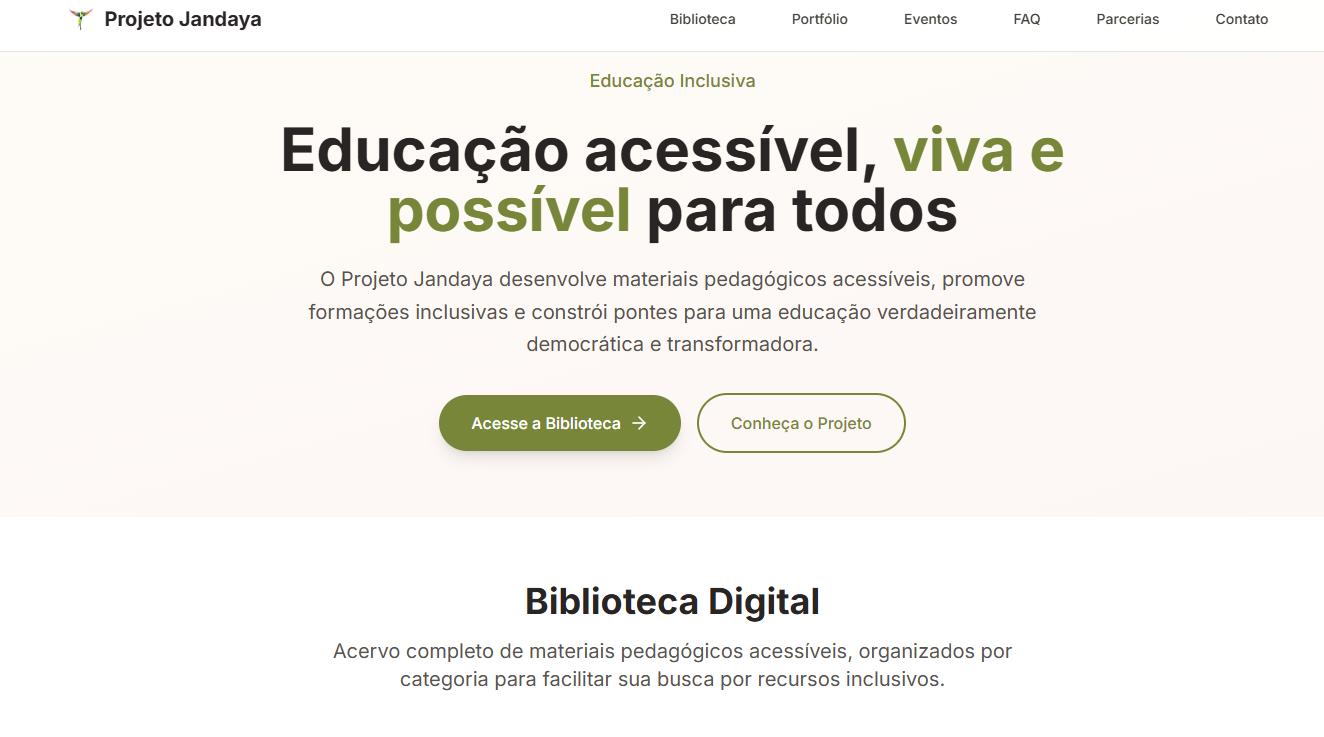 Projeto Jandaya
Biblioteca
Portfólio
Eventos
FAQ
Parcerias
Contato
Educação Inclusiva
Educação acessível, viva e
possível para todos
O Projeto Jandaya desenvolve materiais pedagógicos acessíveis, promove
formações inclusivas e constrói pontes para uma educação verdadeiramente
democrática e transformadora.
Acesse a Biblioteca →
Conheça o Projeto
Biblioteca Digital
Acervo completo de materiais pedagógicos acessíveis, organizados por
categoria para facilitar sua busca por recursos inclusivos.